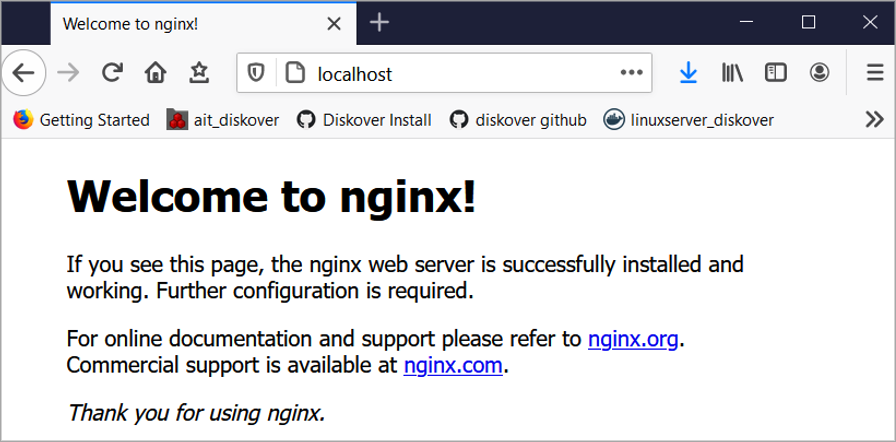 Welcome to nginx!
localhost
Getting Started ait_diskover Diskover Install diskover github linuxserver_diskover
Welcome to nginx!
If you see this page, the nginx web server is successfully installed and
working. Further configuration is required.
For online documentation and support please refer to nginx.org.
Commercial support is available at nginx.com.
Thank you for using nginx.